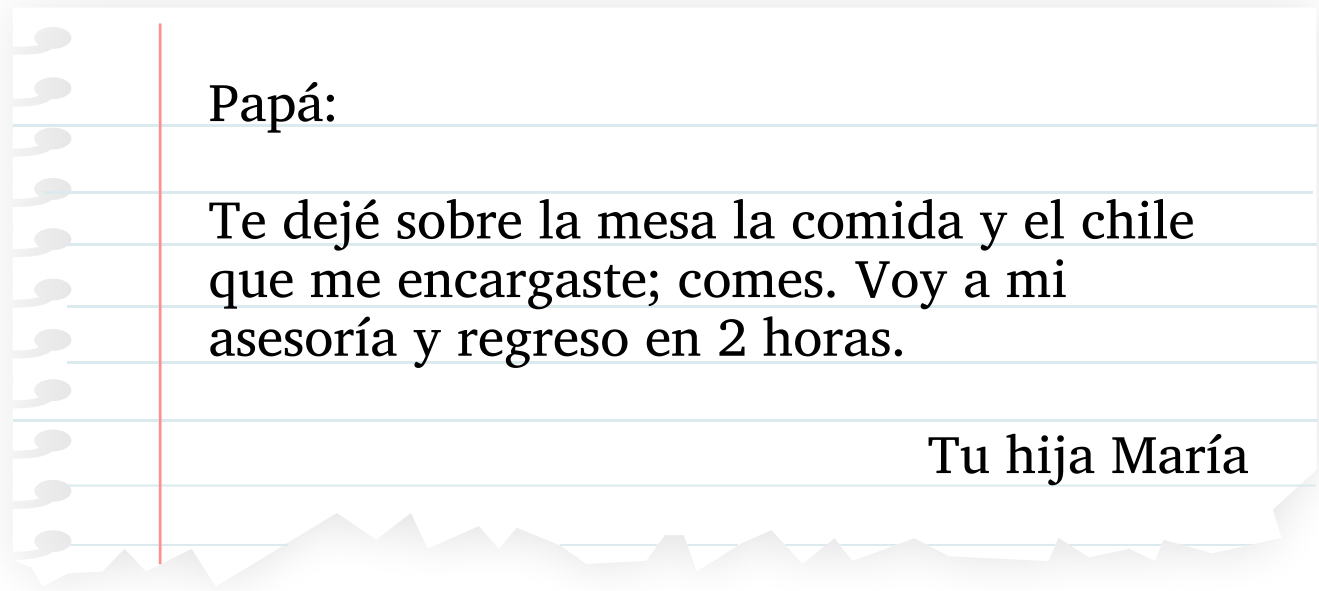 Papá:
Te dejé sobre la mesa la comida y el chile
que me encargaste; comes. Voy a mi
asesoría y regreso en 2 horas.
Tu hija María